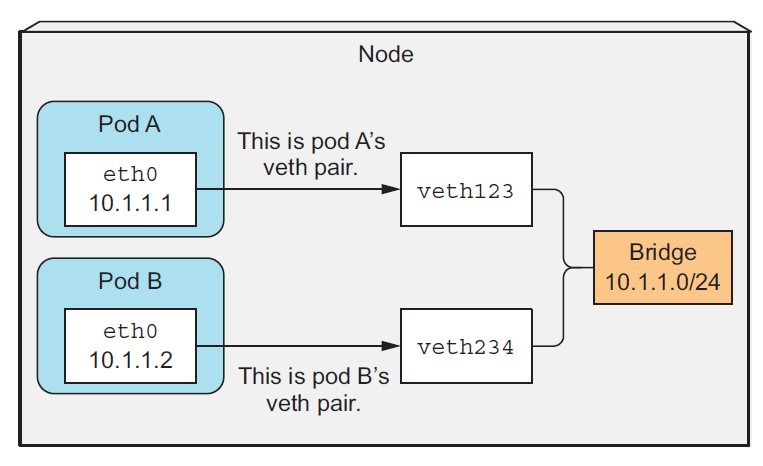 Node
Pod A
eth0
10.1.1.1
This is pod A’s
veth pair.
veth123
Bridge
10.1.1.0/24
Pod B
eth0
10.1.1.2
This is pod B’s
veth pair.
veth234